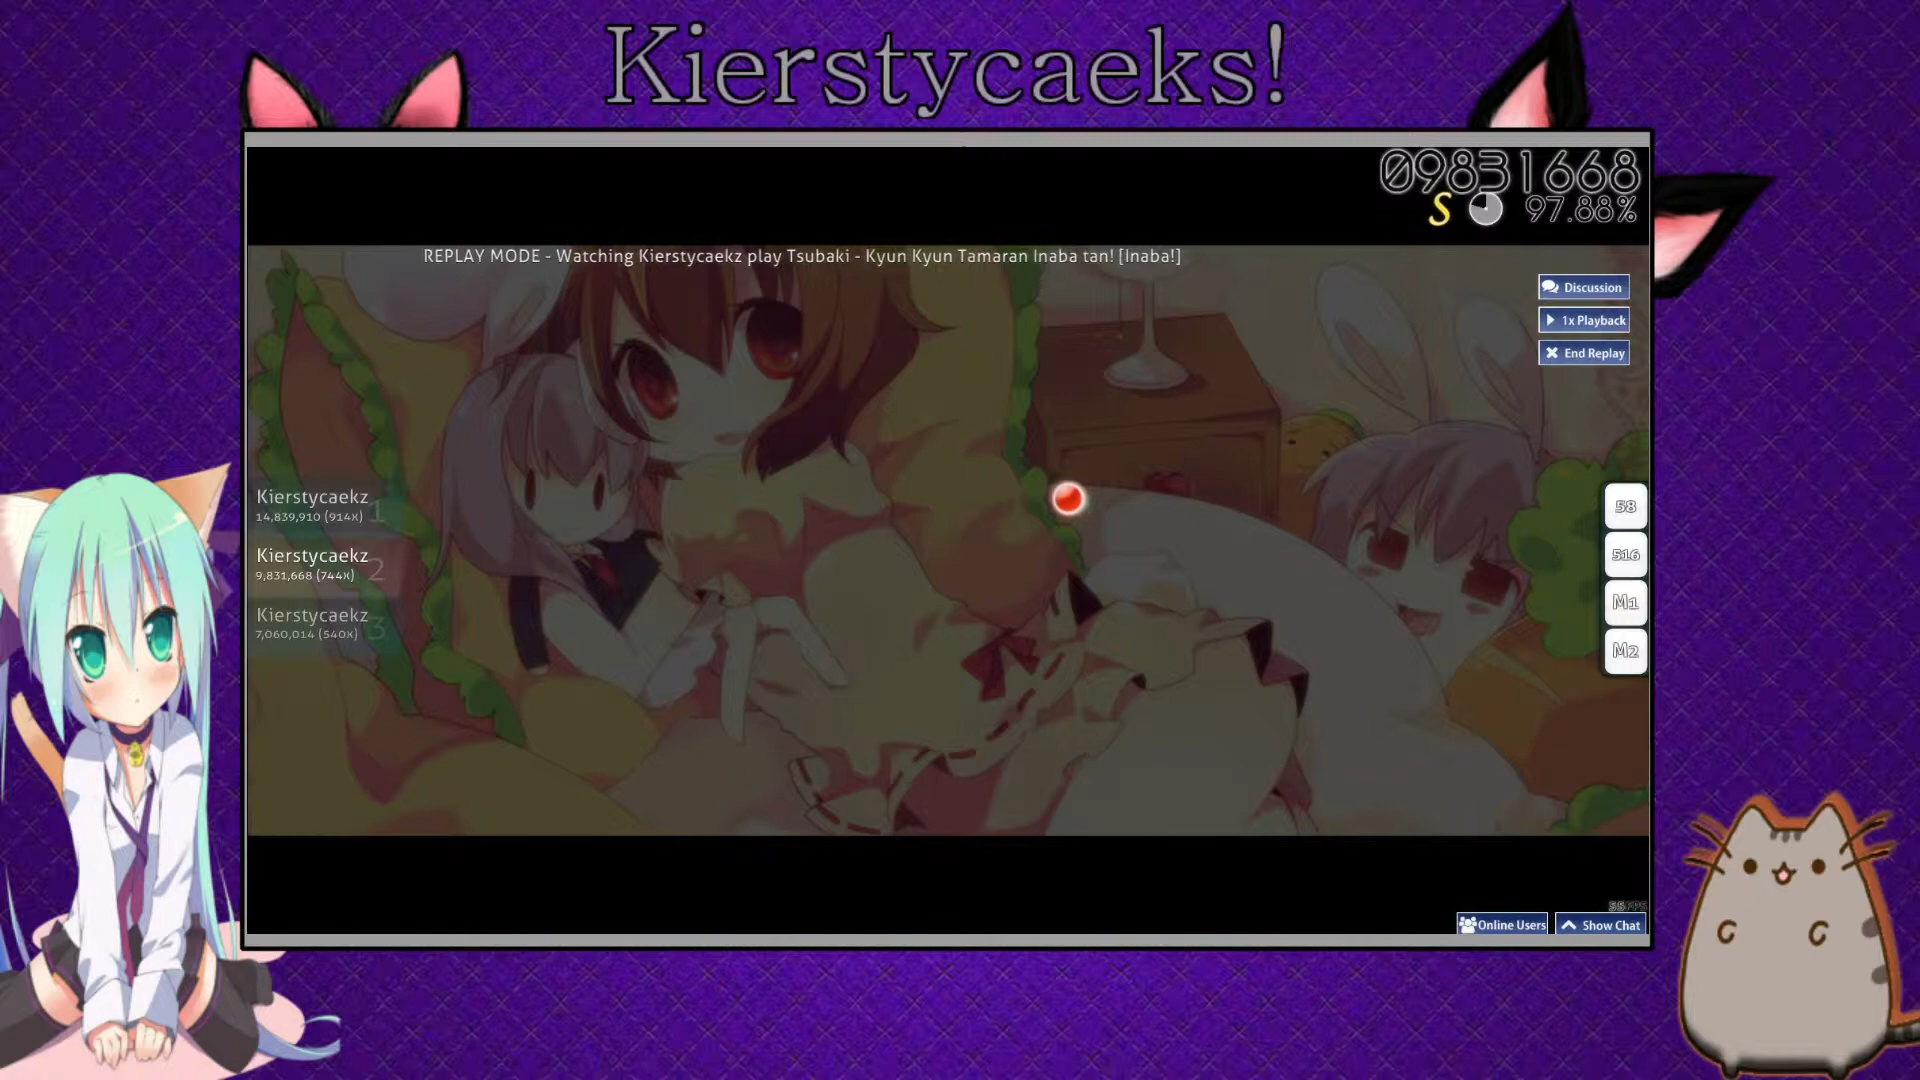 Kierstycaeks!
09831668
S 97.88%
REPLAY MODE - Watching Kierstycaekz play Tsubaki - Kyun Kyun Tamaran Inaba tan! [Inaba!]
Discussion
1x Playback
End Replay
Kierstycaekz
14,839,910 (914x) 1
Kierstycaekz
9,831,668 (744x) 2
Kierstycaekz
7,060,014 (540x) 3
58
516
M1
M2
55FPS
Online Users
Show Chat